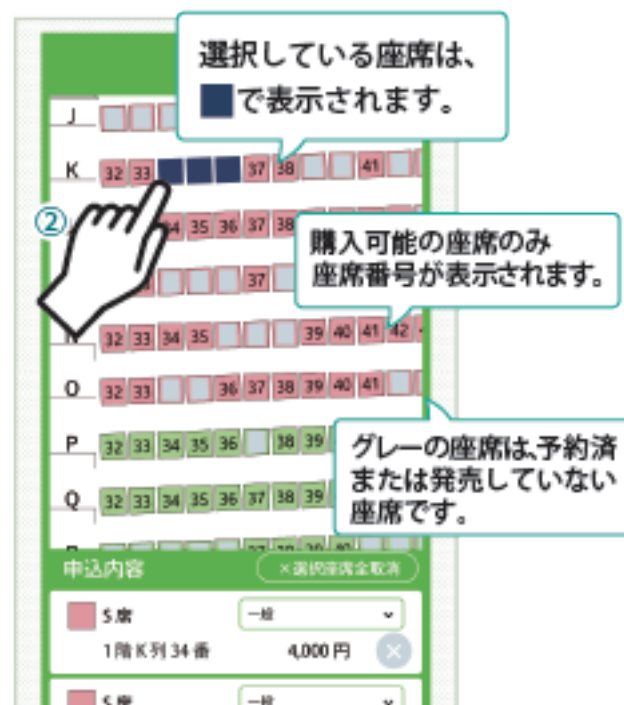 選択している座席は、
■で表示されます。
J
K 32 33 37 38 41
②
34 35 36 37 38
購入可能の座席のみ
座席番号が表示されます。
37
N 32 33 34 35 39 40 41 42
O 32 33 36 37 38 39 40 41
P 32 33 34 35 36 38 39
グレーの座席は、予約済
または発売していない
座席です。
Q 32 33 34 35 36 37 38 39
申込内容 ×選択座席全取消
S席 一般
1階K列34番 4,000円 ×
S席 一般